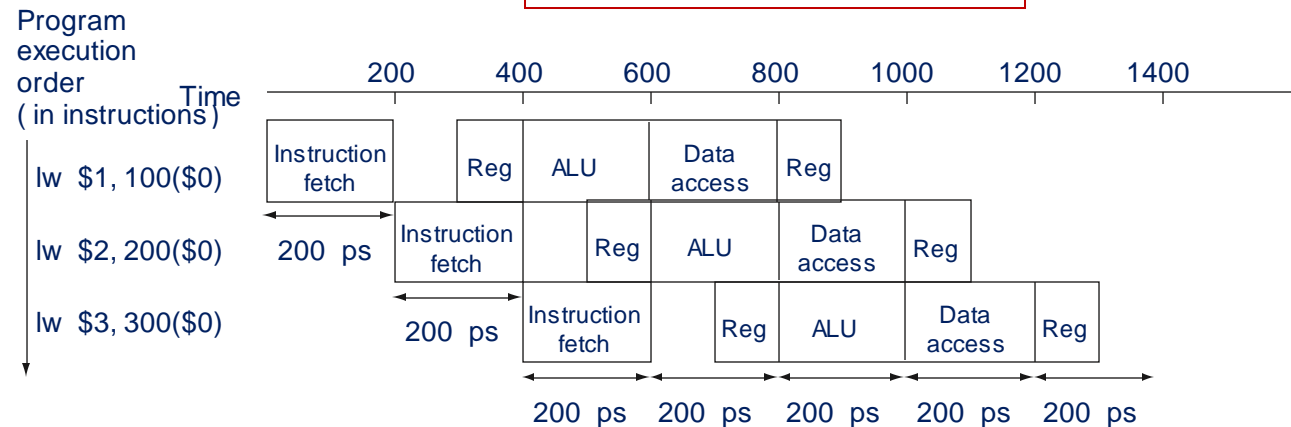 Program
execution
order
( in instructions )
Time
200 400 600 800 1000 1200 1400
lw $1, 100($0)
Instruction
fetch
Reg
ALU
Data
access
Reg
200 ps
lw $2, 200($0)
Instruction
fetch
Reg
ALU
Data
access
Reg
200 ps
lw $3, 300($0)
Instruction
fetch
Reg
ALU
Data
access
Reg
200 ps 200 ps 200 ps 200 ps 200 ps